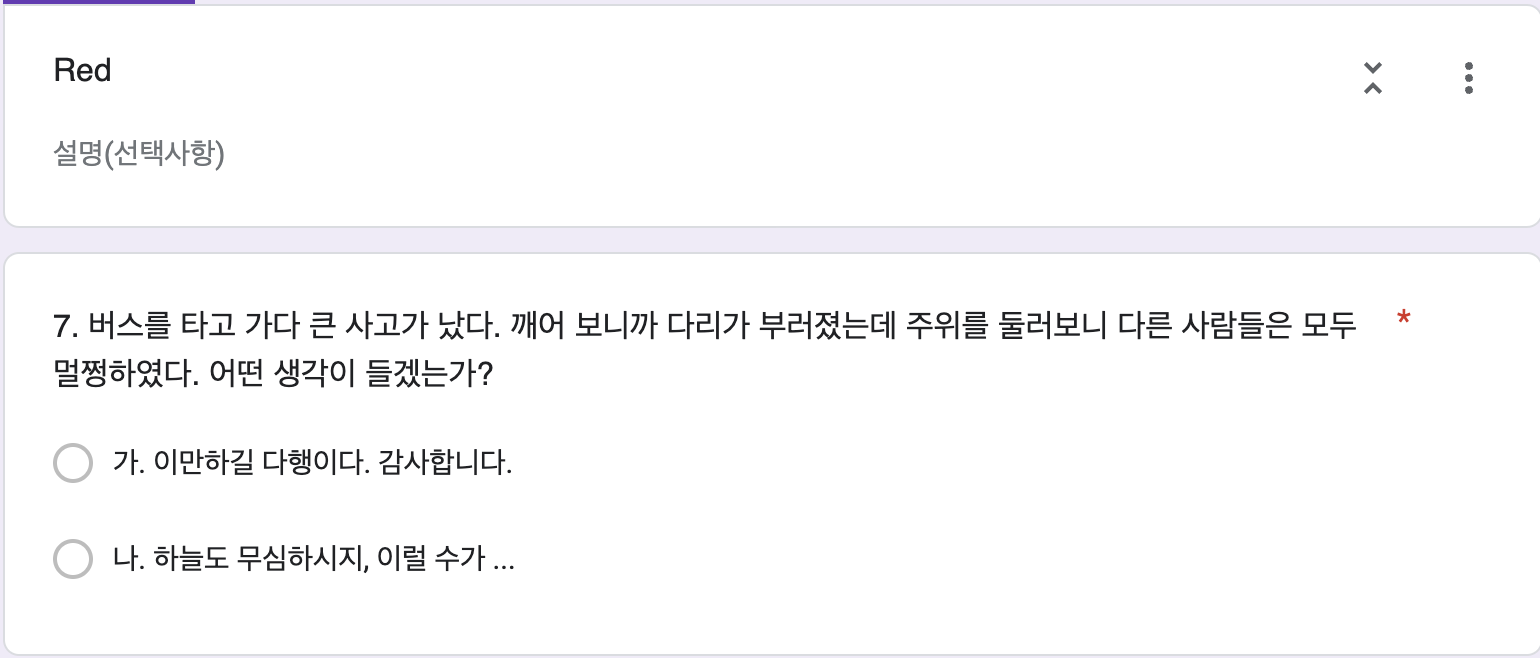 Red
설명(선택사항)
7. 버스를 타고 가다 큰 사고가 났다. 깨어 보니까 다리가 부러졌는데 주위를 둘러보니 다른 사람들은 모두 *
멀쩡하였다. 어떤 생각이 들겠는가?
가. 이만하길 다행이다. 감사합니다.
나. 하늘도 무심하시지, 이럴 수가 ...